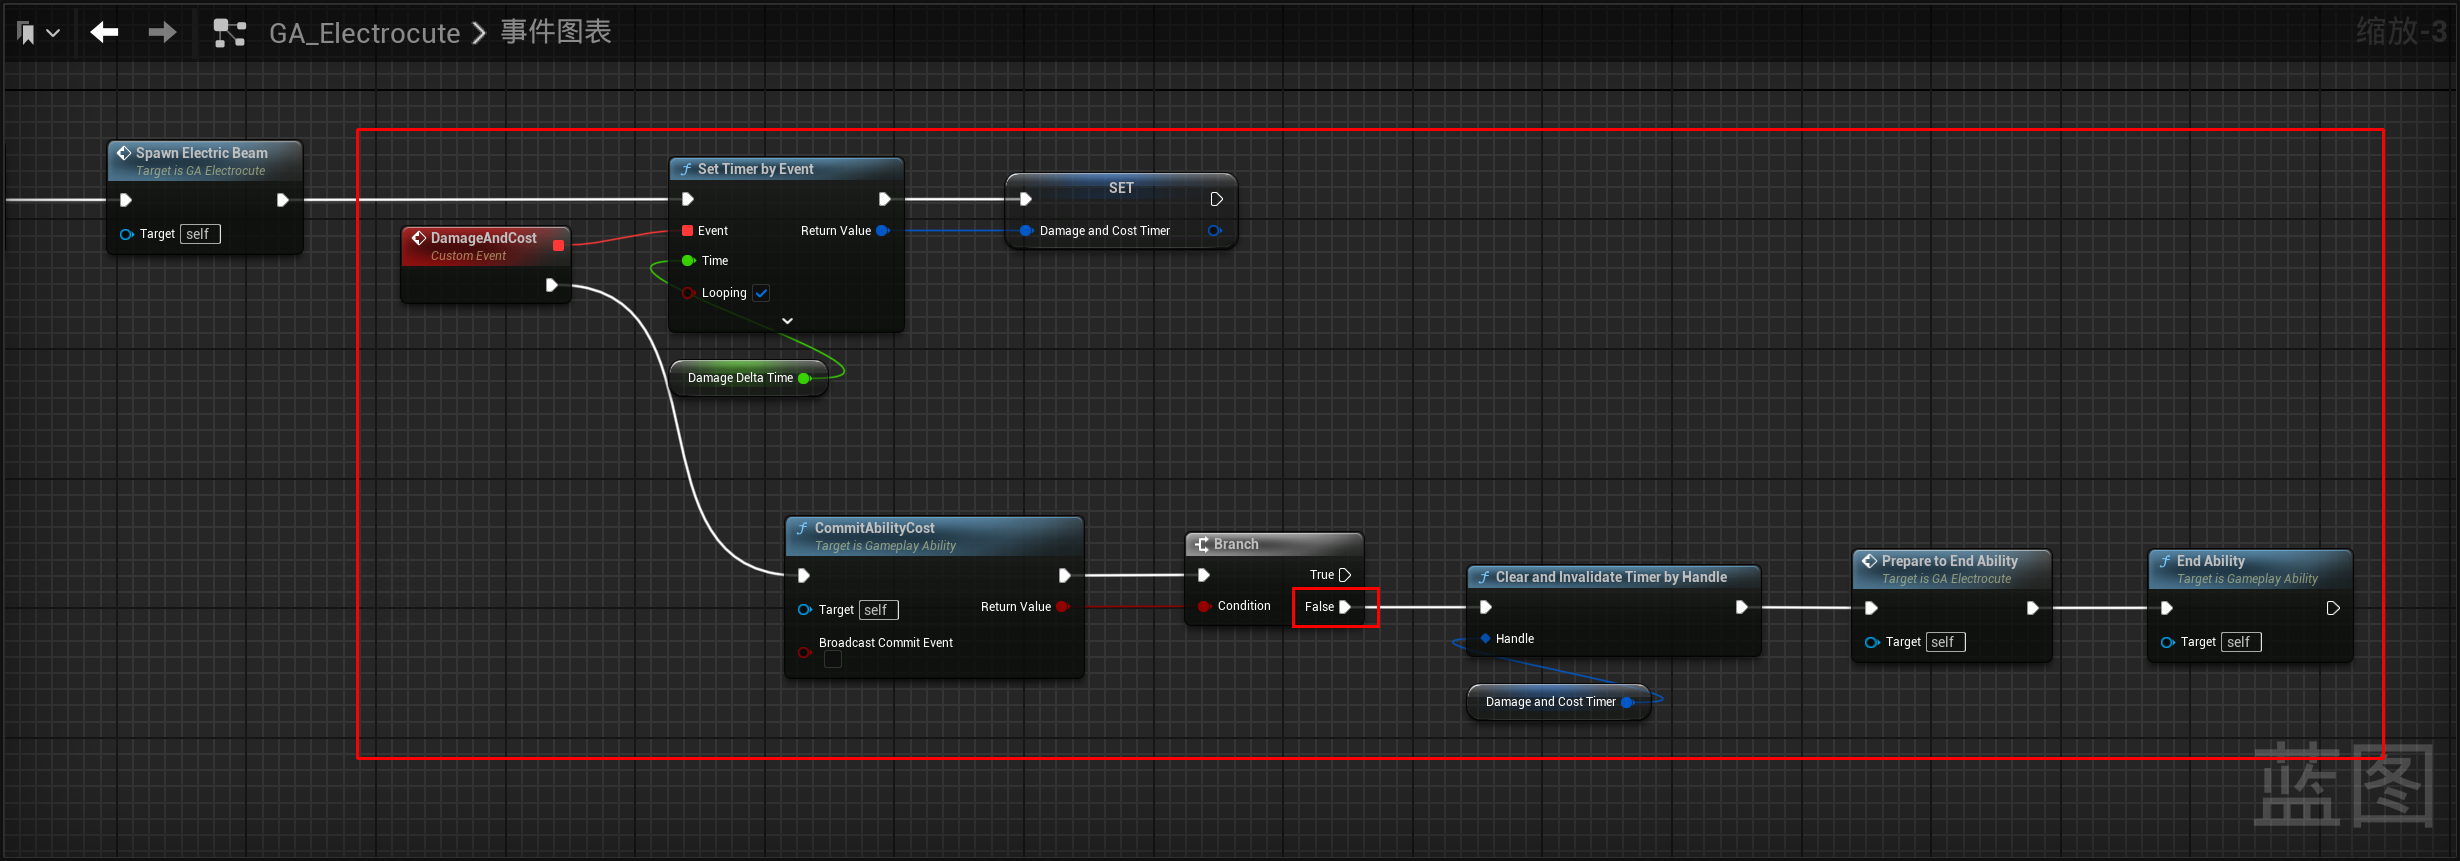 GA_Electrocute > 事件图表
缩放-3
Spawn Electric Beam
Target is GA Electrocute
Target self
DamageAndCost
Custom Event
Set Timer by Event
Event
Return Value
Time
Looping
SET
Damage and Cost Timer
Damage Delta Time
CommitAbilityCost
Target is Gameplay Ability
Target self
Return Value
Broadcast Commit Event
Branch
True
Condition
False
Clear and Invalidate Timer by Handle
Handle
Damage and Cost Timer
Prepare to End Ability
Target is GA Electrocute
Target self
End Ability
Target is Gameplay Ability
Target self
蓝图